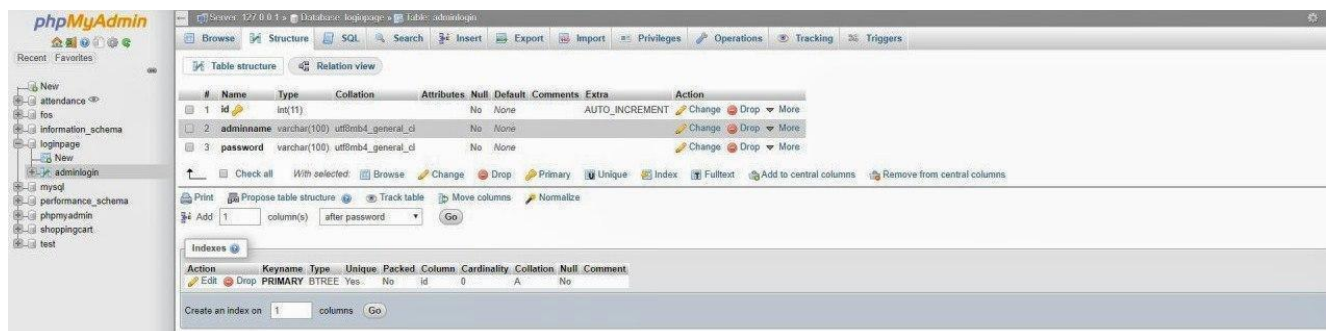 phpMyAdmin
Recent Favorites
New
attendance
fos
information_schema
loginpage
New
adminlogin
mysql
performance_schema
phpmyadmin
shoppingcart
test
Server: 127.0.0.1 » Database: loginpage » Table: adminlogin
Browse Structure SQL Search Insert Export Import Privileges Operations Tracking Triggers
Table structure Relation view
# Name Type Collation Attributes Null Default Comments Extra Action
1 id int(11) No None AUTO_INCREMENT Change Drop More
2 adminname varchar(100) utf8mb4_general_ci No None Change Drop More
3 password varchar(100) utf8mb4_general_ci No None Change Drop More
Check all With selected: Browse Change Drop Primary Unique Index Fulltext Add to central columns Remove from central columns
Print Propose table structure Track table Move columns Normalize
Add 1 column(s) after password Go
Indexes
Action Keyname Type Unique Packed Column Cardinality Collation Null Comment
Edit Drop PRIMARY BTREE Yes No id 0 A No
Create an index on 1 columns Go